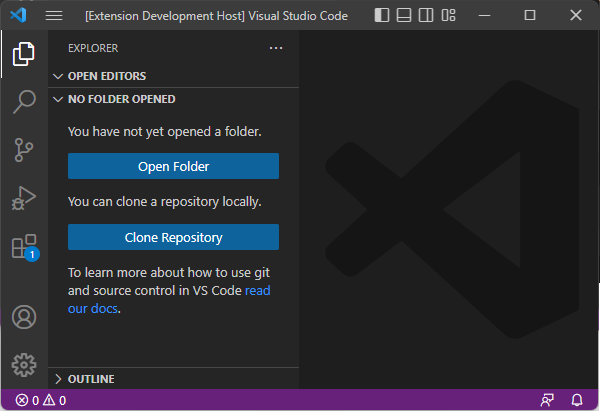 [Extension Development Host] Visual Studio Code
EXPLORER
OPEN EDITORS
NO FOLDER OPENED
You have not yet opened a folder.
Open Folder
You can clone a repository locally.
Clone Repository
To learn more about how to use git
and source control in VS Code read
our docs.
1
OUTLINE
0 0